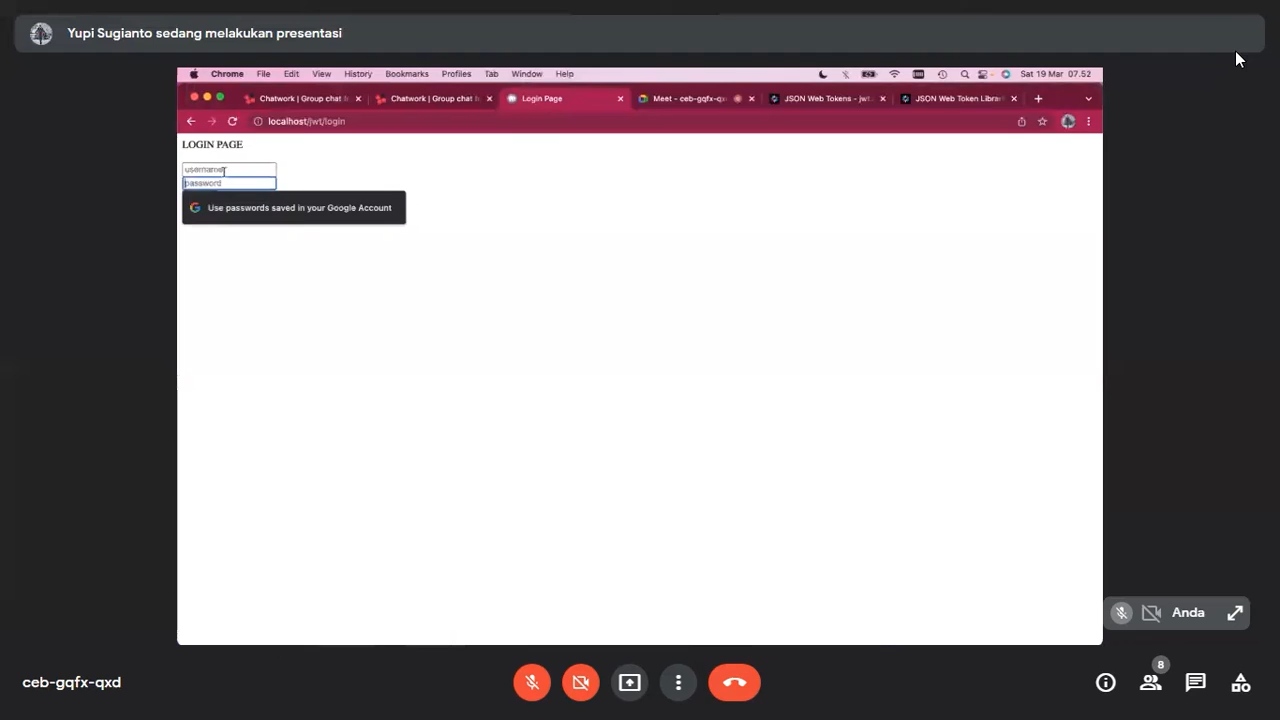 Yupi Sugianto sedang melakukan presentasi
Chrome File Edit View History Bookmarks Profiles Tab Window Help Sat 19 Mar 07.52
Chatwork | Group chat f Chatwork | Group chat f Login Page Meet - ceb-gqfx-qx JSON Web Tokens - jwt. JSON Web Token Librar
localhost/jwt/login
LOGIN PAGE
username
password
Use passwords saved in your Google Account
Anda
8
ceb-gqfx-qxd